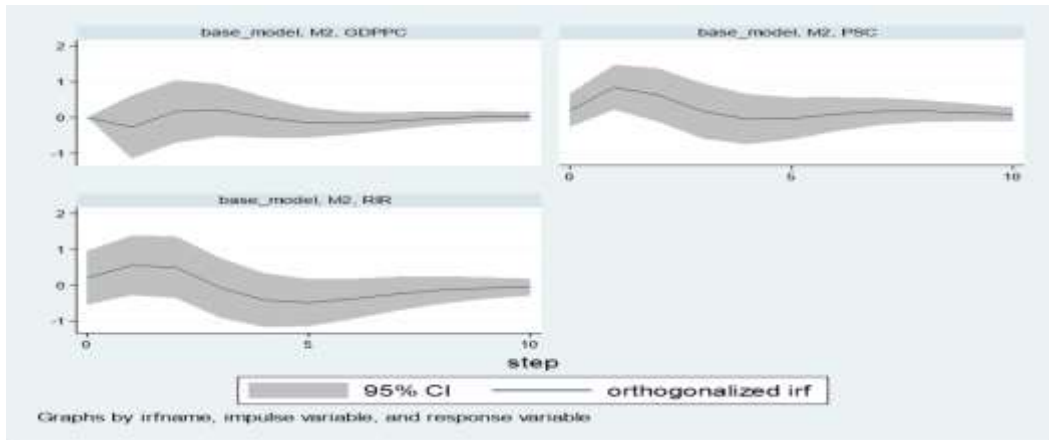 base_model, M2, GDPPC
base_model, M2, PSC
2
1
0
-1
0
5
10
base_model, M2, RIR
2
1
0
-1
0
5
10
step
95% CI
orthogonalized irf
Graphs by irfname, impulse variable, and response variable